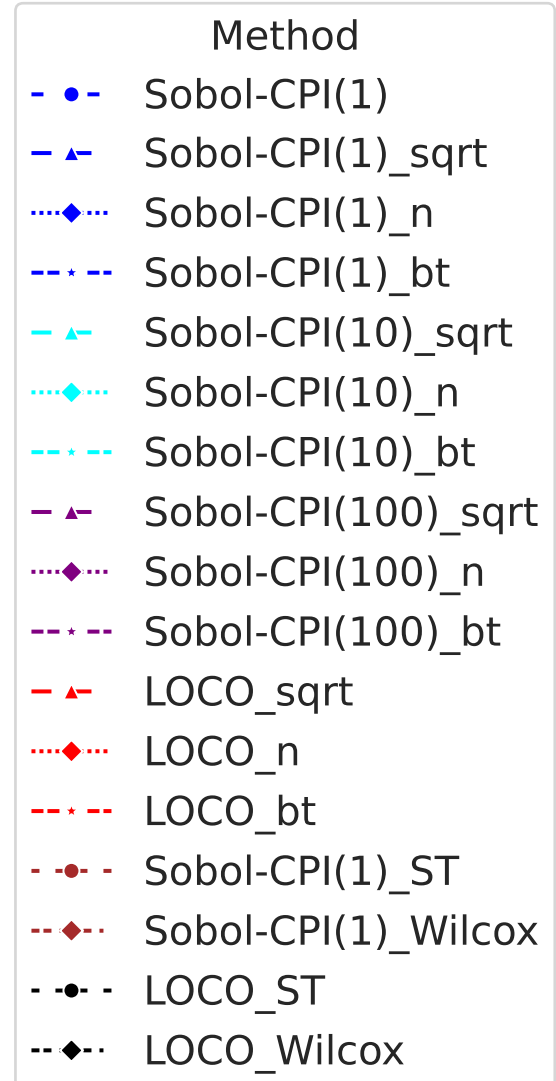 Method
Sobol-CPI(1)
Sobol-CPI(1)_sqrt
Sobol-CPI(1)_n
Sobol-CPI(1)_bt
Sobol-CPI(10)_sqrt
Sobol-CPI(10)_n
Sobol-CPI(10)_bt
Sobol-CPI(100)_sqrt
Sobol-CPI(100)_n
Sobol-CPI(100)_bt
LOCO_sqrt
LOCO_n
LOCO_bt
Sobol-CPI(1)_ST
Sobol-CPI(1)_Wilcox
LOCO_ST
LOCO_Wilcox